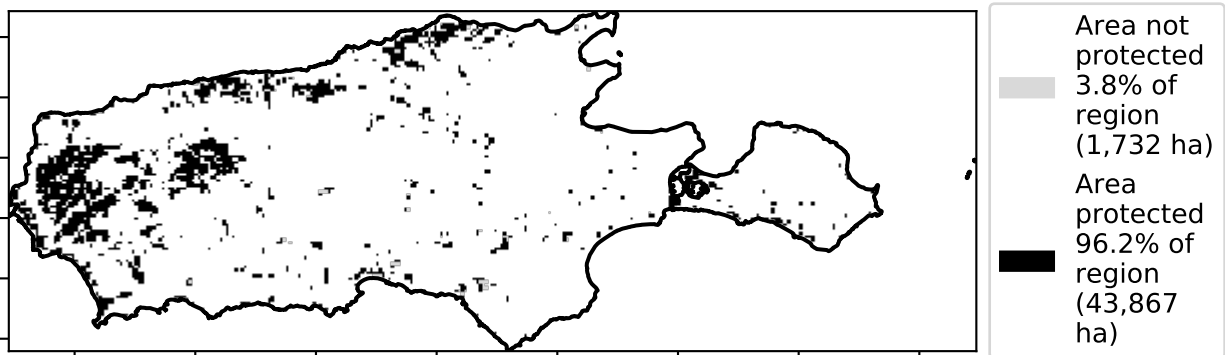 Area not
protected
3.8% of
region
(1,732 ha)
Area
protected
96.2% of
region
(43,867
ha)